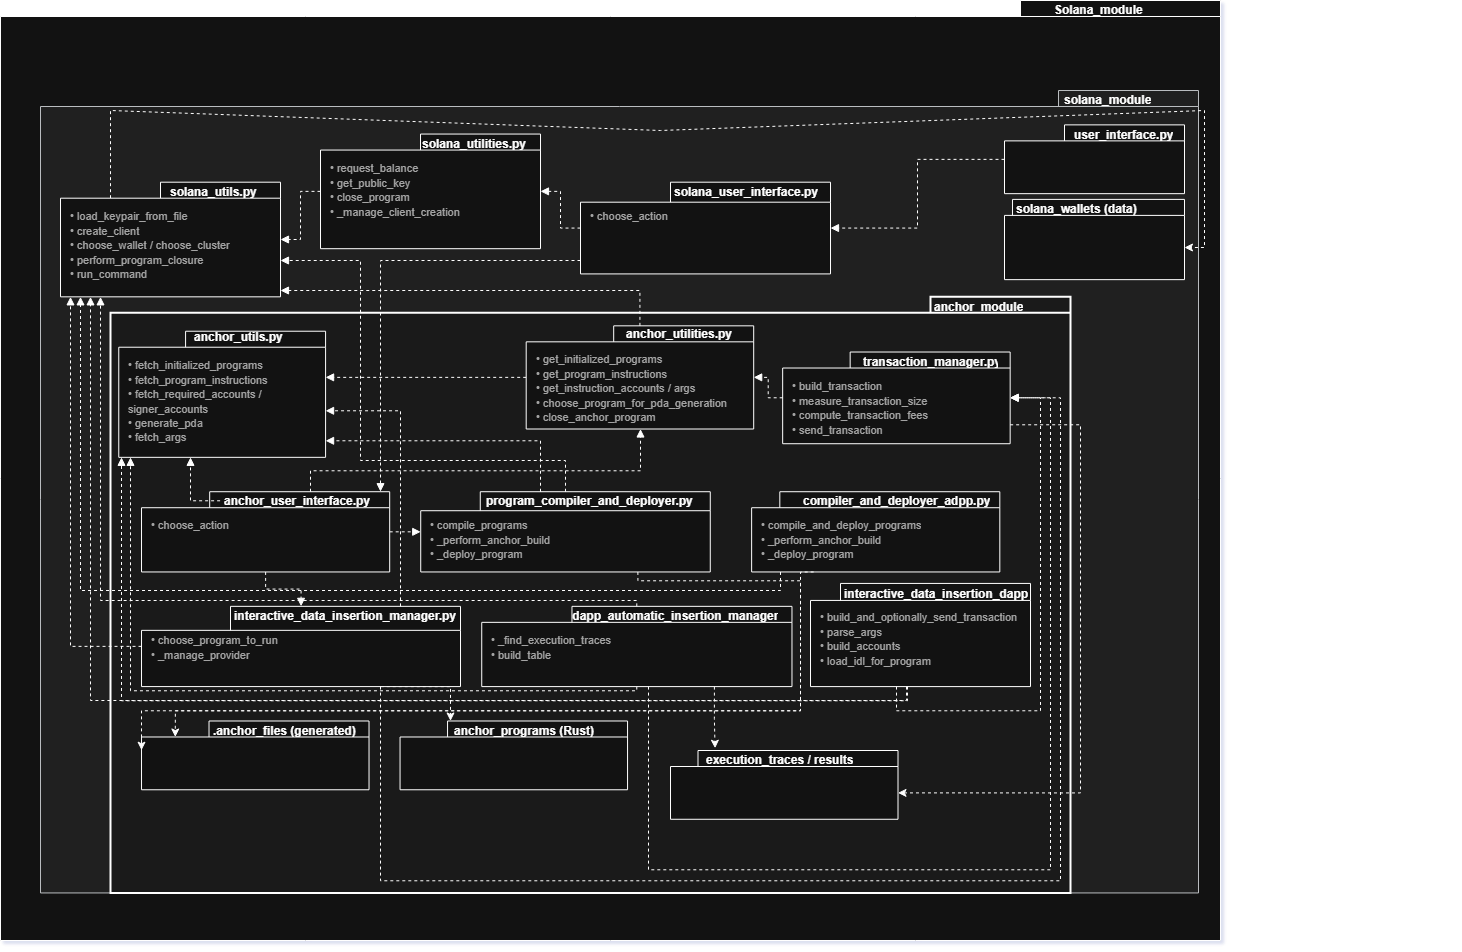 Solana_module
solana_module
user_interface.py
solana_wallets (data)
solana_utilities.py
• request_balance
• get_public_key
• close_program
• _manage_client_creation
solana_utils.py
• load_keypair_from_file
• create_client
• choose_wallet / choose_cluster
• perform_program_closure
• run_command
solana_user_interface.py
• choose_action
anchor_module
anchor_utils.py
• fetch_initialized_programs
• fetch_program_instructions
• fetch_required_accounts /
signer_accounts
• generate_pda
• fetch_args
anchor_utilities.py
• get_initialized_programs
• get_program_instructions
• get_instruction_accounts / args
• choose_program_for_pda_generation
• close_anchor_program
transaction_manager.py
• build_transaction
• measure_transaction_size
• compute_transaction_fees
• send_transaction
anchor_user_interface.py
• choose_action
program_compiler_and_deployer.py
• compile_programs
• _perform_anchor_build
• _deploy_program
compiler_and_deployer_adpp.py
• compile_and_deploy_programs
• _perform_anchor_build
• _deploy_program
interactive_data_insertion_manager.py
• choose_program_to_run
• _manage_provider
dapp_automatic_insertion_manager
• _find_execution_traces
• build_table
interactive_data_insertion_dapp
• build_and_optionally_send_transaction
• parse_args
• build_accounts
• load_idl_for_program
.anchor_files (generated)
anchor_programs (Rust)
execution_traces / results